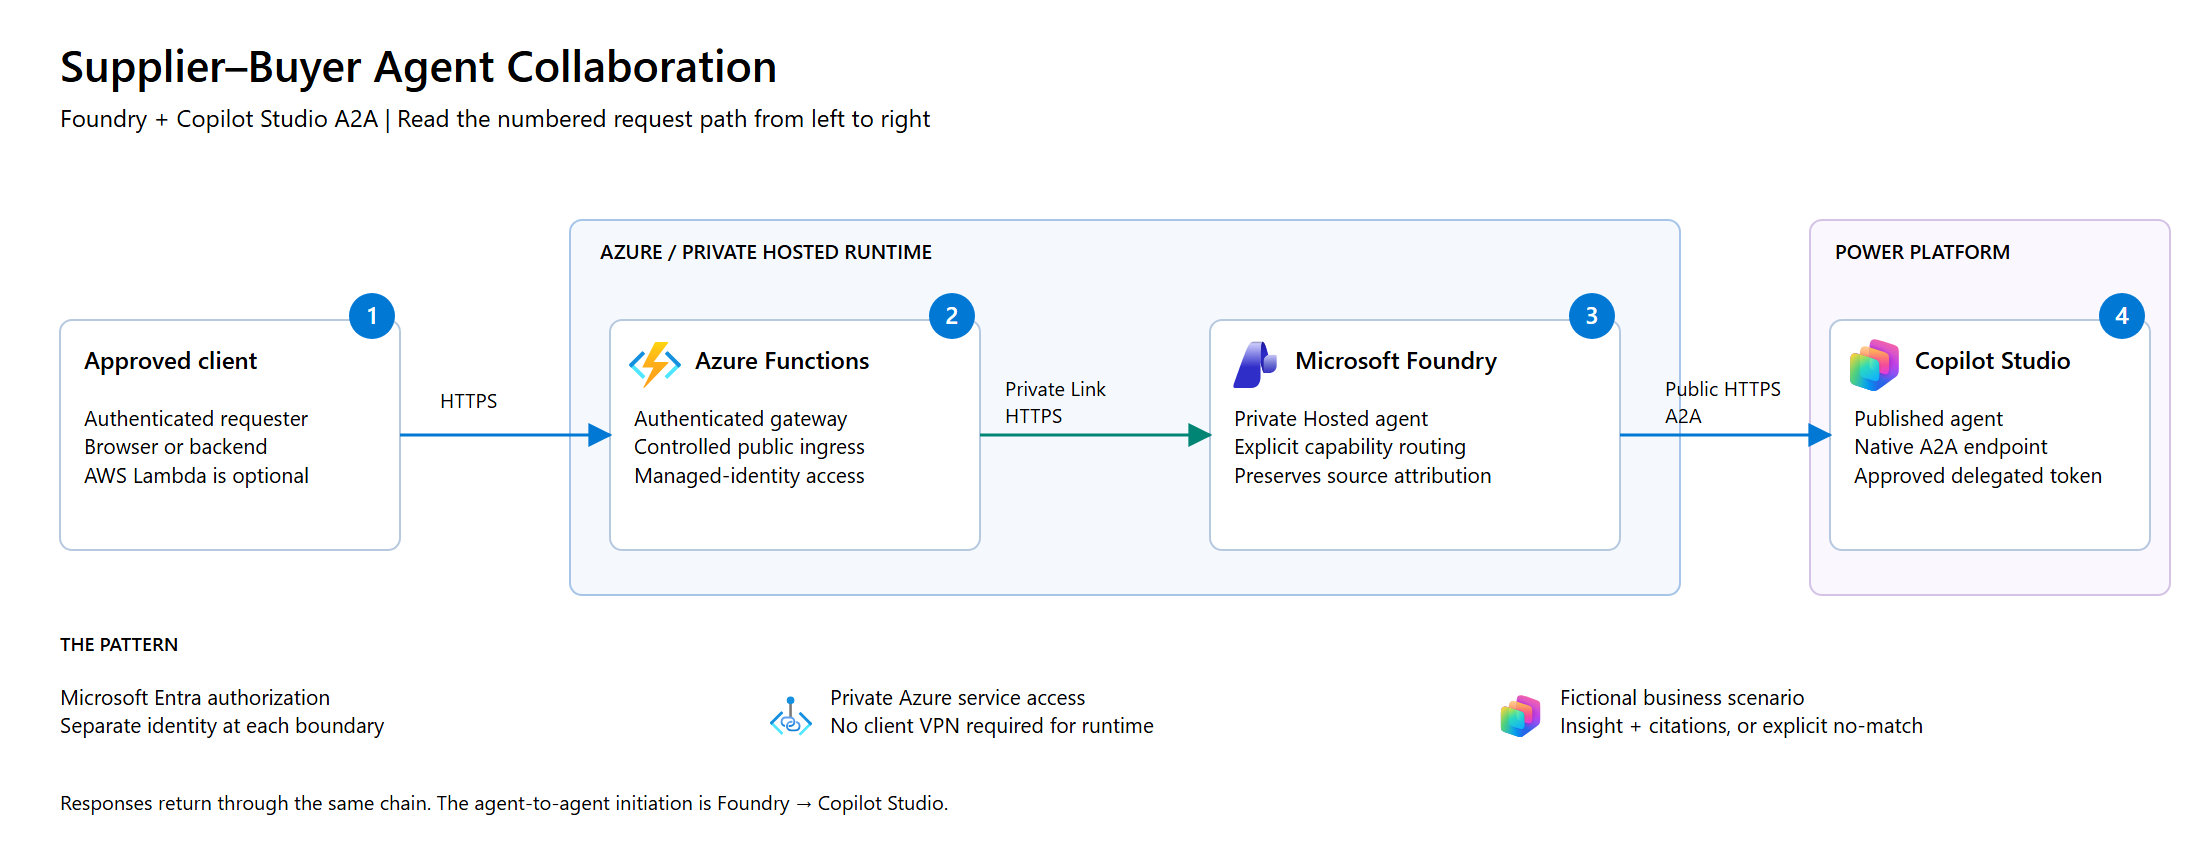 Supplier–Buyer Agent Collaboration
Foundry + Copilot Studio A2A | Read the numbered request path from left to right
AZURE / PRIVATE HOSTED RUNTIME
POWER PLATFORM
1
Approved client
Authenticated requester
Browser or backend
AWS Lambda is optional
HTTPS
2
Azure Functions
Authenticated gateway
Controlled public ingress
Managed-identity access
Private Link
HTTPS
3
Microsoft Foundry
Private Hosted agent
Explicit capability routing
Preserves source attribution
Public HTTPS
A2A
4
Copilot Studio
Published agent
Native A2A endpoint
Approved delegated token
THE PATTERN
Microsoft Entra authorization
Separate identity at each boundary
Private Azure service access
No client VPN required for runtime
Fictional business scenario
Insight + citations, or explicit no-match
Responses return through the same chain. The agent-to-agent initiation is Foundry → Copilot Studio.